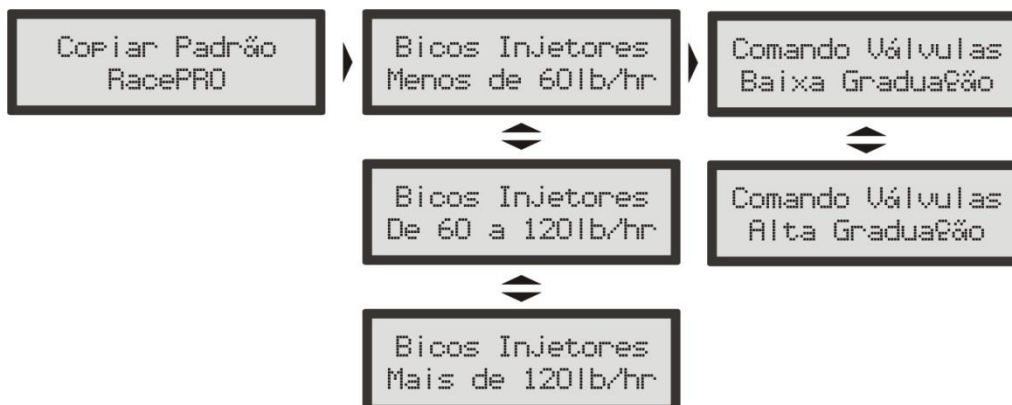 Copiar Padrão
RacePRO
Bicos Injetores
Menos de 60lb/hr
Comando Válvulas
Baixa Graduação
Bicos Injetores
De 60 a 120lb/hr
Comando Válvulas
Alta Graduação
Bicos Injetores
Mais de 120lb/hr